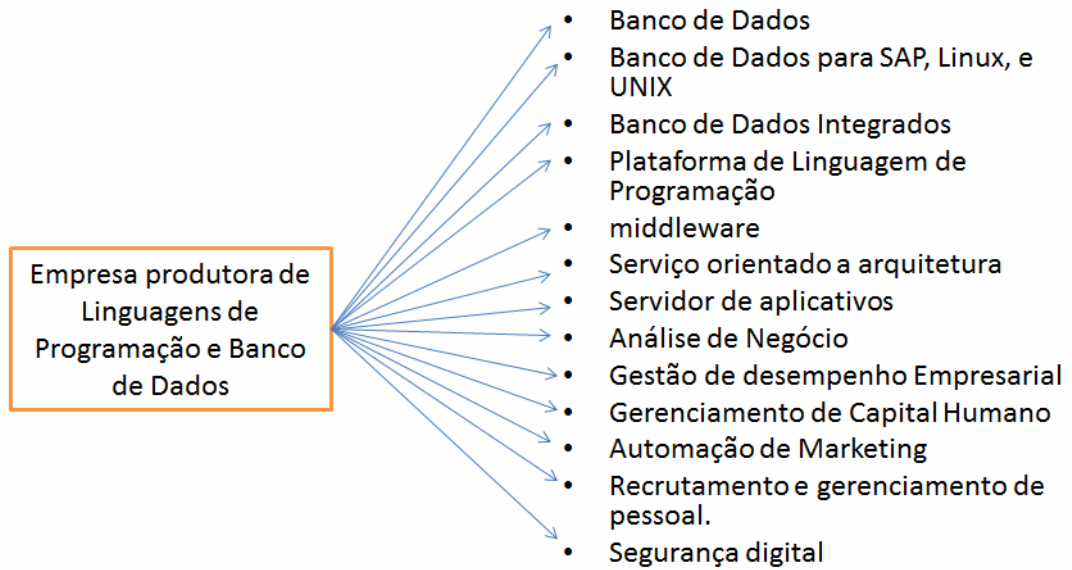 Empresa produtora de
Linguagens de
Programação e Banco
de Dados
• Banco de Dados
• Banco de Dados para SAP, Linux, e
UNIX
• Banco de Dados Integrados
• Plataforma de Linguagem de
Programação
• middleware
• Serviço orientado a arquitetura
• Servidor de aplicativos
• Análise de Negócio
• Gestão de desempenho Empresarial
• Gerenciamento de Capital Humano
• Automação de Marketing
• Recrutamento e gerenciamento de
pessoal.
• Segurança digital